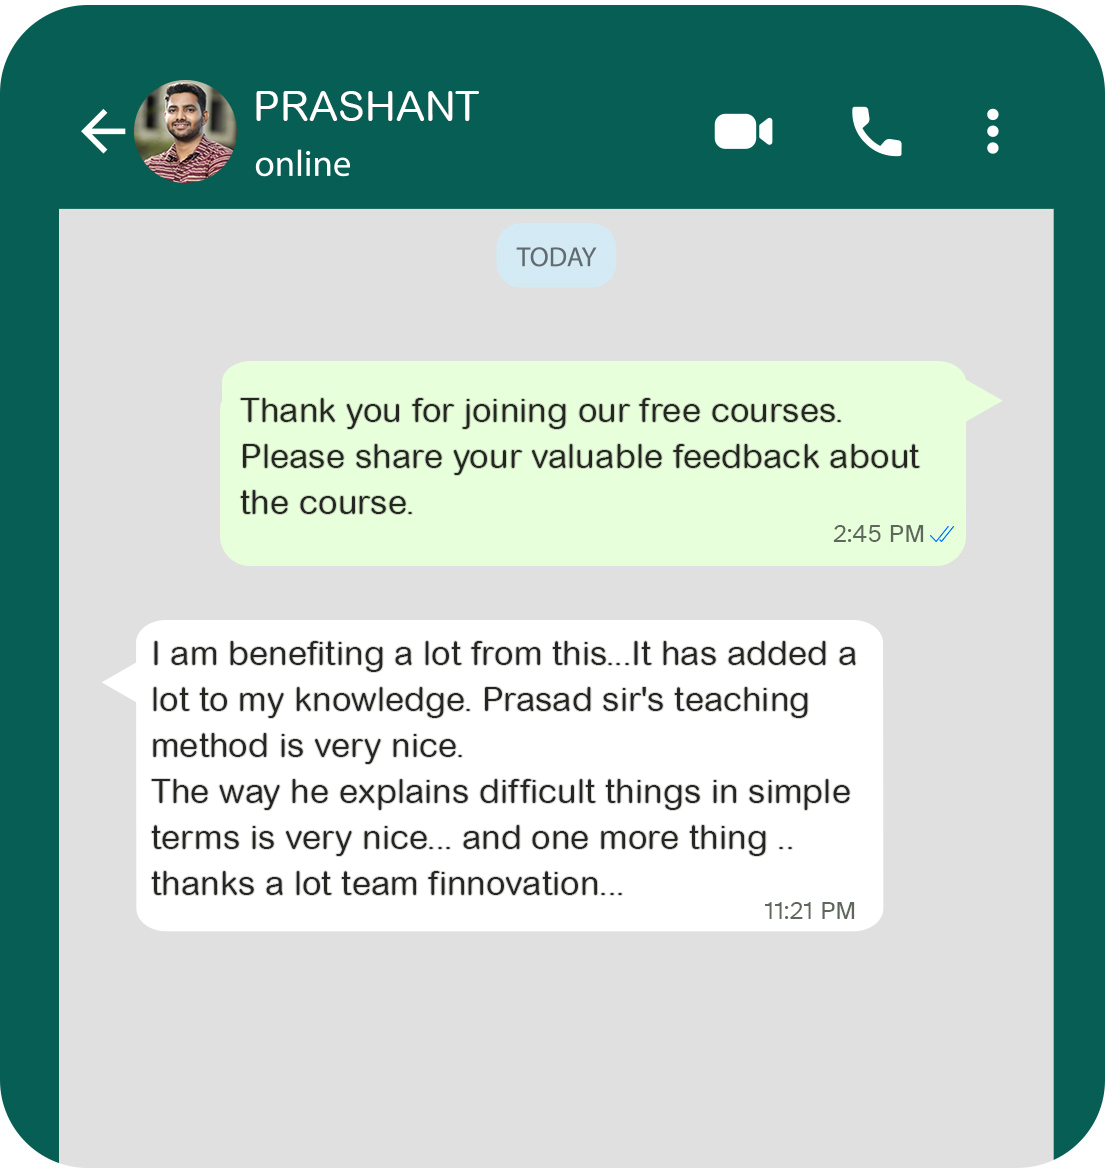 PRASHANT
online
TODAY
Thank you for joining our free courses.
Please share your valuable feedback about
the course.
2:45 PM
I am benefiting a lot from this...It has added a
lot to my knowledge. Prasad sir's teaching
method is very nice.
The way he explains difficult things in simple
terms is very nice... and one more thing ..
thanks a lot team finnovation...
11:21 PM